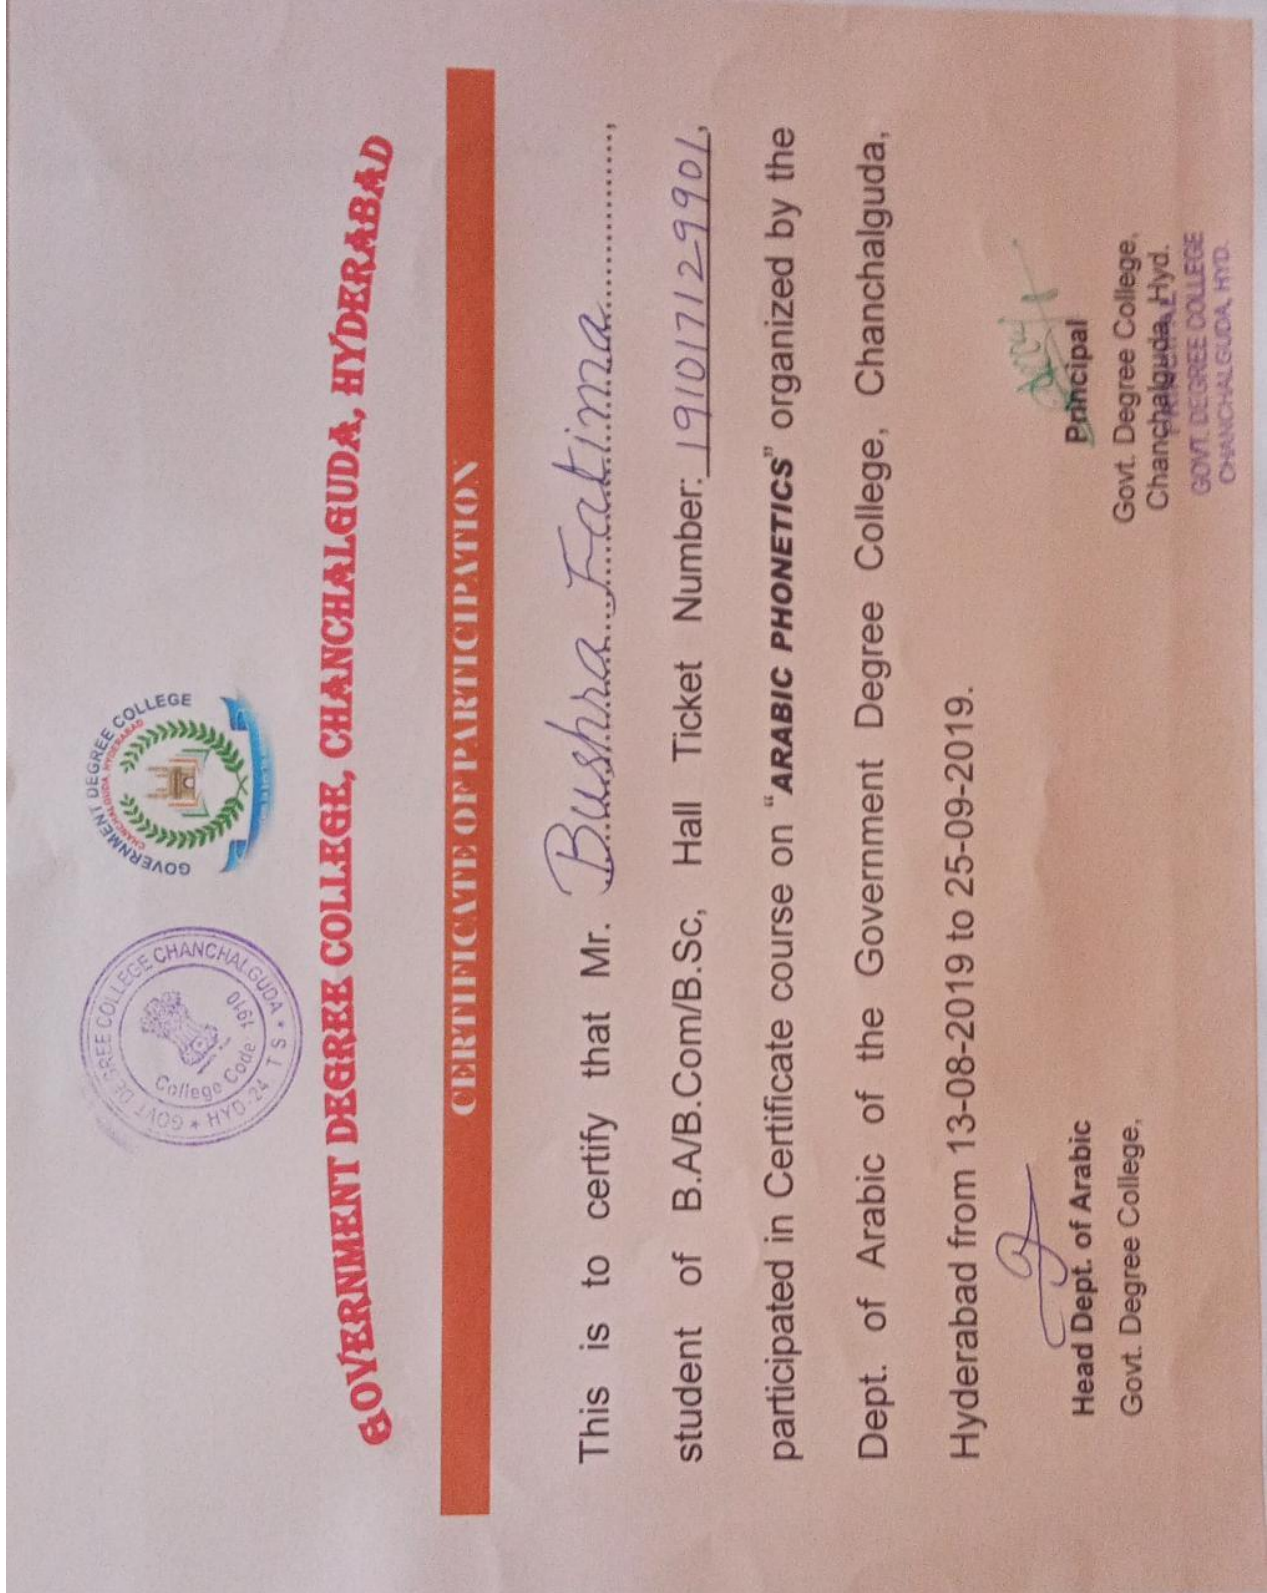 GOVT DEGREE COLLEGE CHANCHALGUDA
* HYD-24 T S *
College Code. 1910
GOVERNMENT DEGREE COLLEGE
CHANCHALGUDA, HYDERABAD
GOVERNMENT DEGREE COLLEGE, CHANCHALGUDA, HYDERABAD
CERTIFICATE OF PARTICIPATION
This is to certify that Mr. Bushra Fatima......................,
student of B.A/B.Com/B.Sc, Hall Ticket Number: 191017129901,
participated in Certificate course on "ARABIC PHONETICS" organized by the
Dept. of Arabic of the Government Degree College, Chanchalguda,
Hyderabad from 13-08-2019 to 25-09-2019.
Head Dept. of Arabic
Govt. Degree College,
Principal
Govt. Degree College,
Chanchalguda, Hyd.
PRINCIPAL
GOVT. DEGREE COLLEGE
CHANCHALGUDA, HYD.